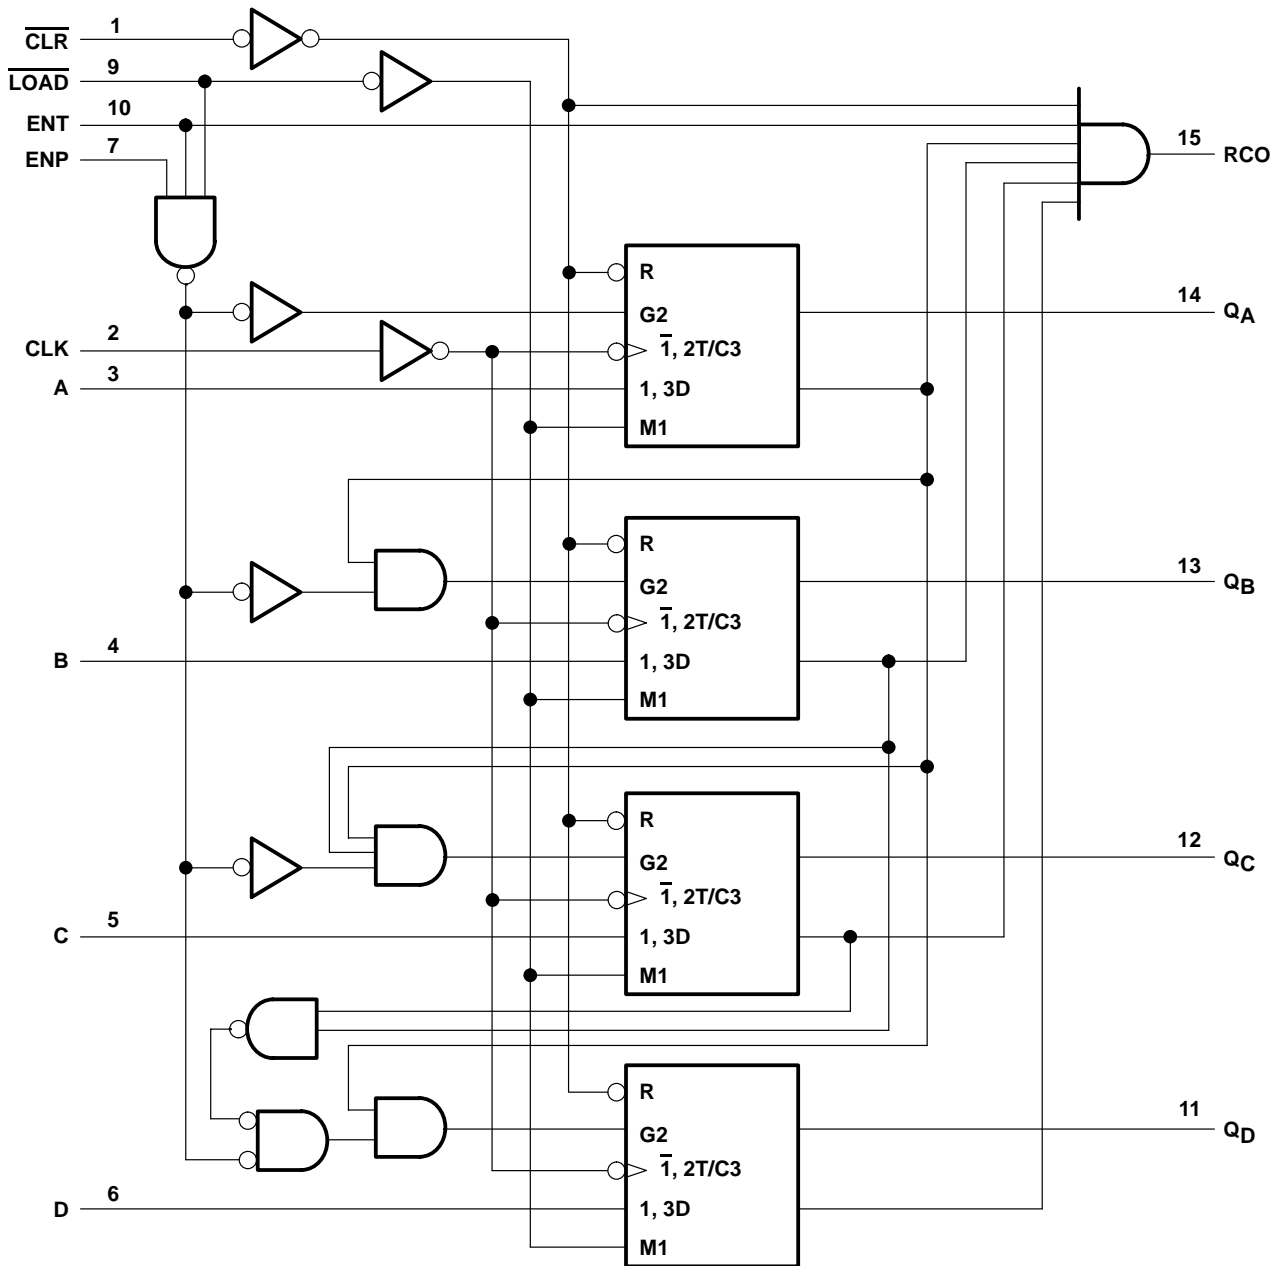 C̅L̅R̅ 1
L̅O̅A̅D̅ 9
ENT 10
ENP 7
15 RCO
R
G2
1̅, 2T/C3
1, 3D
M1
14 QA
CLK 2
A 3
R
G2
1̅, 2T/C3
1, 3D
M1
13 QB
B 4
R
G2
1̅, 2T/C3
1, 3D
M1
12 QC
C 5
R
G2
1̅, 2T/C3
1, 3D
M1
11 QD
D 6